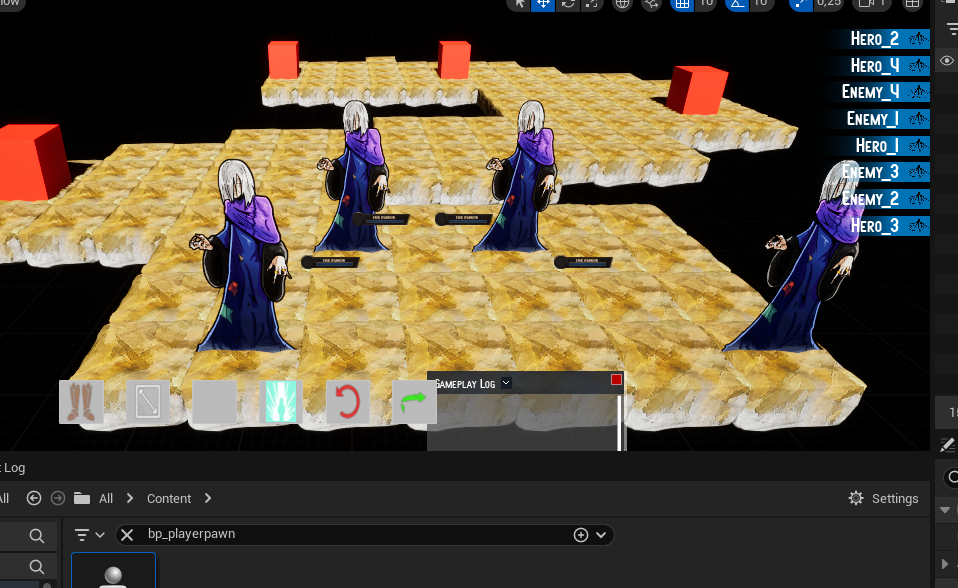 10
10
0,25
1
Hero_2
Hero_4
Enemy_4
Enemy_1
Hero_1
Enemy_3
Enemy_2
Hero_3
Gameplay Log
t Log
All
All
Content
Settings
bp_playerpawn